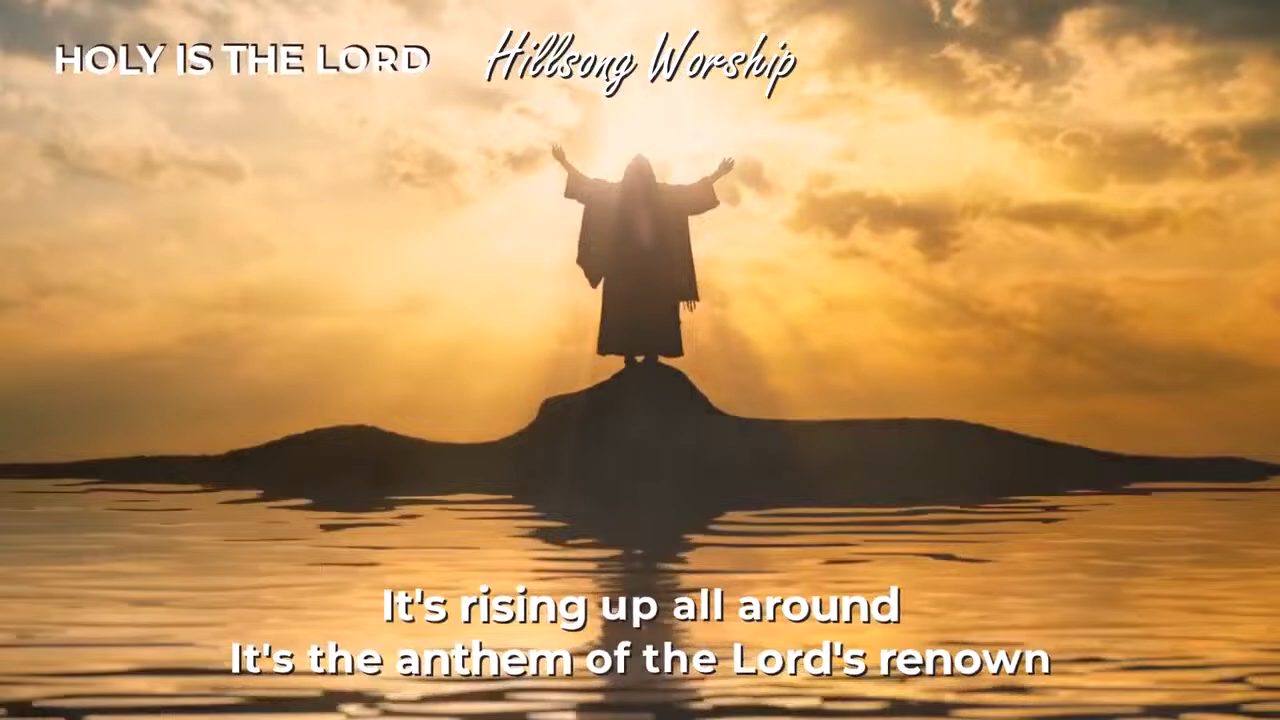 HOLY IS THE LORD Hillsong Worship
It's rising up all around
It's the anthem of the Lord's renown